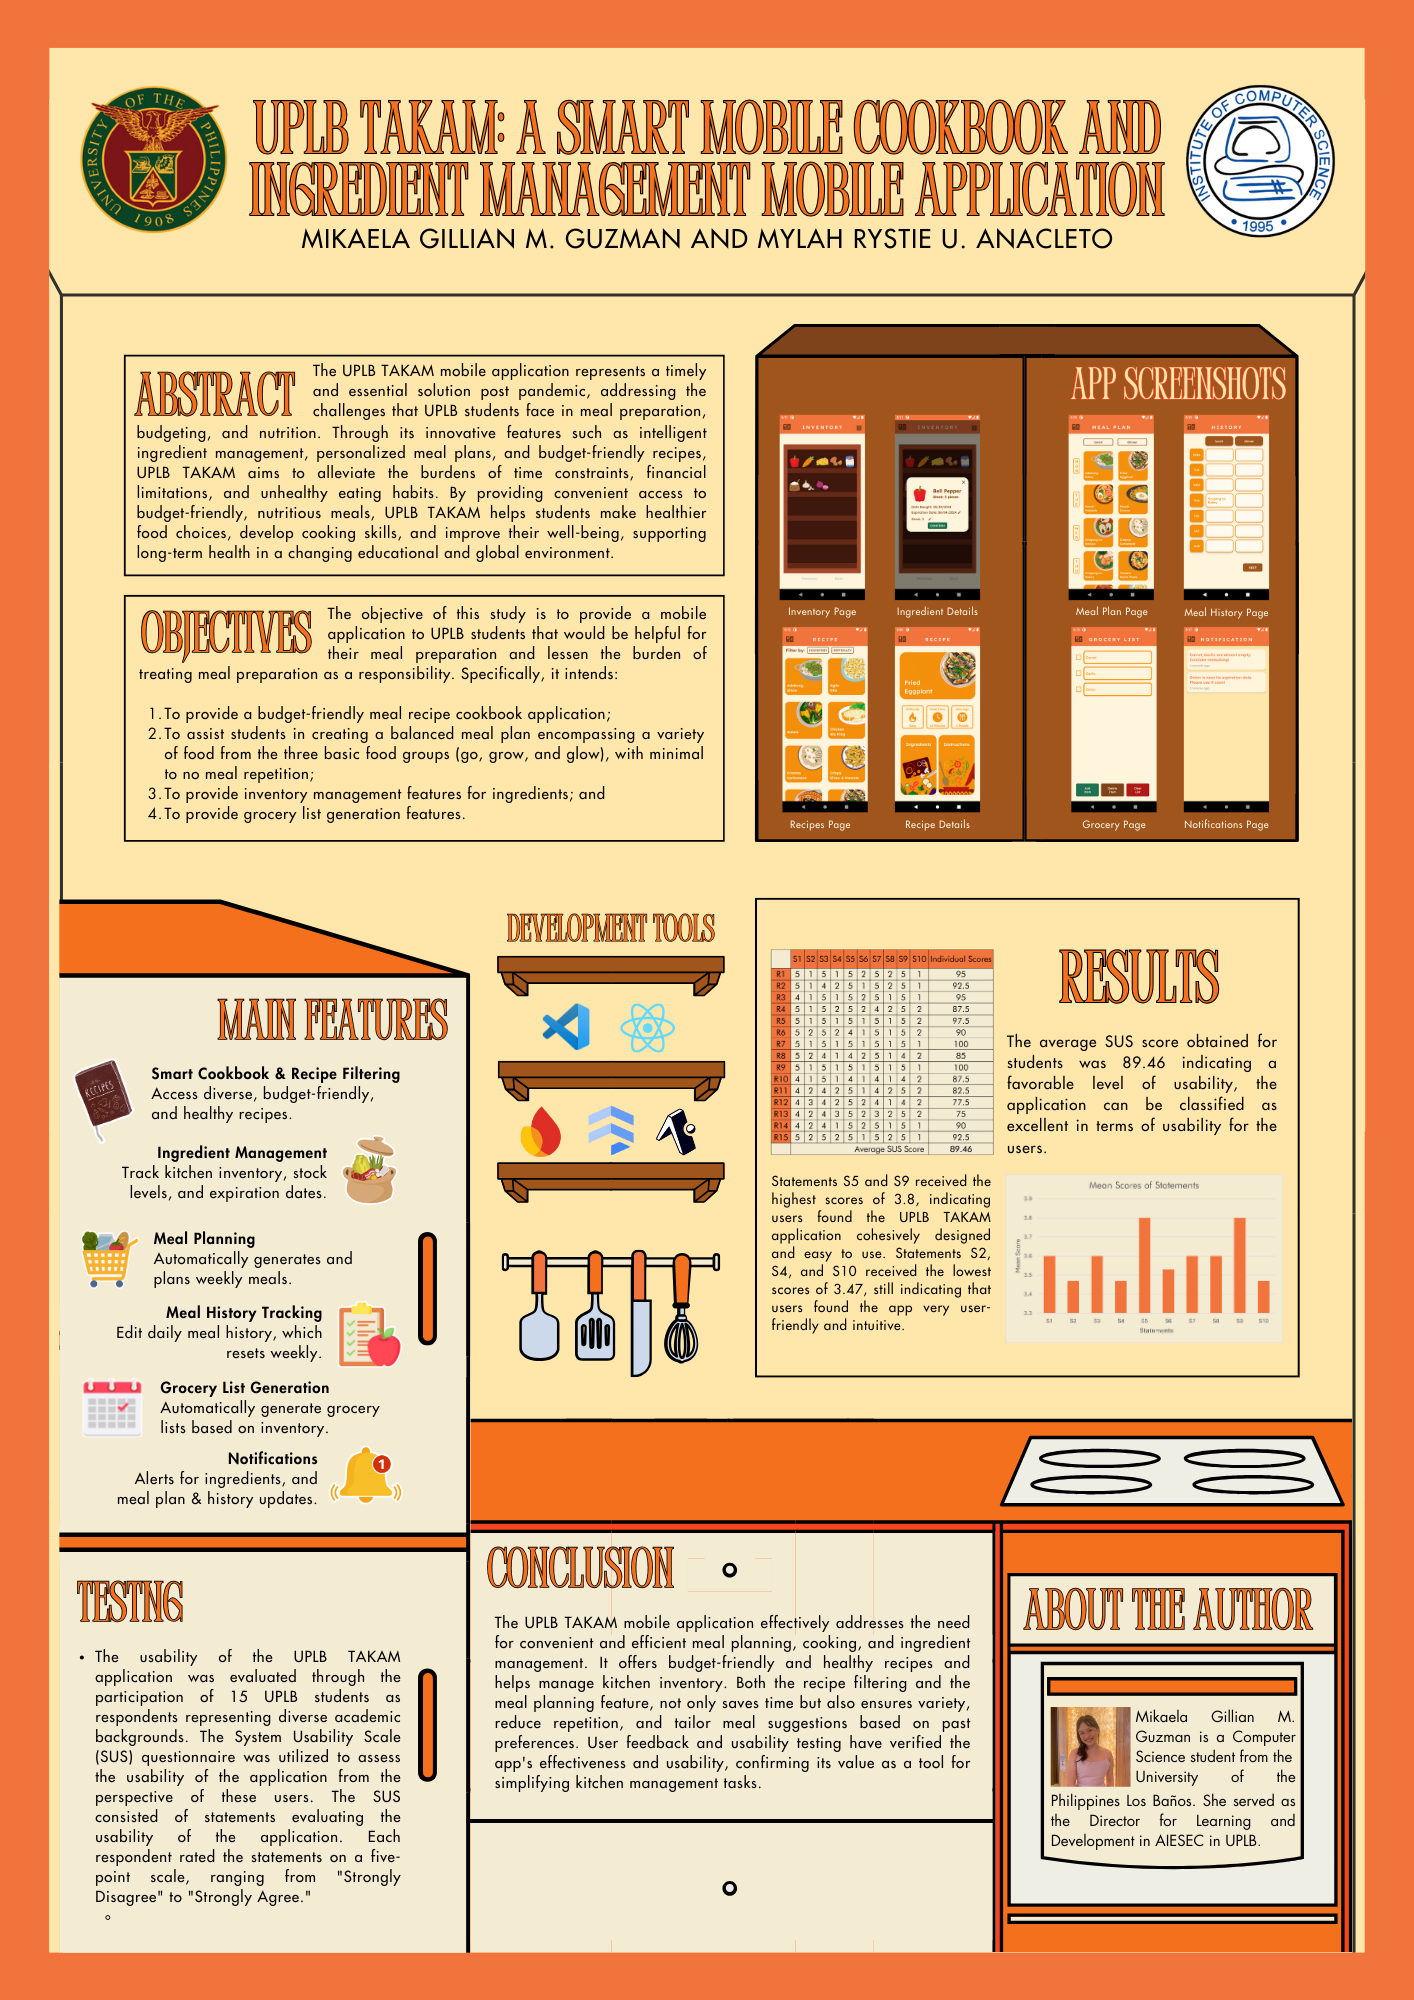 UNIVERSITY OF THE PHILIPPINES
1908
UPLB TAKAM: A SMART MOBILE COOKBOOK AND
INGREDIENT MANAGEMENT MOBILE APPLICATION
MIKAELA GILLIAN M. GUZMAN AND MYLAH RYSTIE U. ANACLETO
INSTITUTE OF COMPUTER SCIENCE
• 1995 •
ABSTRACT
The UPLB TAKAM mobile application represents a timely
and essential solution post pandemic, addressing the
challenges that UPLB students face in meal preparation,
budgeting, and nutrition. Through its innovative features such as intelligent
ingredient management, personalized meal plans, and budget-friendly recipes,
UPLB TAKAM aims to alleviate the burdens of time constraints, financial
limitations, and unhealthy eating habits. By providing convenient access to
budget-friendly, nutritious meals, UPLB TAKAM helps students make healthier
food choices, develop cooking skills, and improve their well-being, supporting
long-term health in a changing educational and global environment.
OBJECTIVES
The objective of this study is to provide a mobile
application to UPLB students that would be helpful for
their meal preparation and lessen the burden of
treating meal preparation as a responsibility. Specifically, it intends:
1. To provide a budget-friendly meal recipe cookbook application;
2. To assist students in creating a balanced meal plan encompassing a variety
of food from the three basic food groups (go, grow, and glow), with minimal
to no meal repetition;
3. To provide inventory management features for ingredients; and
4. To provide grocery list generation features.
APP SCREENSHOTS
INVENTORY
Inventory Page
INVENTORY
Bell Pepper
Ingredient Details
MEAL PLAN
Meal Plan Page
HISTORY
Meal History Page
RECIPE
Filter by:
Recipes Page
RECIPE
Fried
Eggplant
Ingredients
Instructions
Recipe Details
GROCERY LIST
Grocery Page
NOTIFICATION
Notifications Page
MAIN FEATURES
RECIPES
Smart Cookbook & Recipe Filtering
Access diverse, budget-friendly,
and healthy recipes.
Ingredient Management
Track kitchen inventory, stock
levels, and expiration dates.
Meal Planning
Automatically generates and
plans weekly meals.
Meal History Tracking
Edit daily meal history, which
resets weekly.
Grocery List Generation
Automatically generate grocery
lists based on inventory.
Notifications
Alerts for ingredients, and
meal plan & history updates.
1
DEVELOPMENT TOOLS
S1 S2 S3 S4 S5 S6 S7 S8 S9 S10 Individual Scores
R1 5 1 5 1 5 2 5 2 5 1 95
R2 5 1 4 2 5 1 5 2 5 1 92.5
R3 4 1 5 1 5 2 5 1 5 1 95
R4 5 1 5 2 5 2 4 2 5 1 87.5
R5 5 1 5 1 5 1 5 1 5 2 97.5
R6 5 2 5 2 4 1 5 1 5 2 90
R7 5 1 5 1 5 1 5 1 5 1 100
R8 5 2 4 1 4 2 5 1 4 2 85
R9 5 1 5 1 5 1 5 1 5 1 100
R10 4 1 5 1 4 1 4 1 4 2 87.5
R11 4 2 4 2 5 1 5 2 5 2 82.5
R12 4 3 4 2 5 2 4 1 4 2 77.5
R13 4 2 4 3 5 2 3 2 5 2 75
R14 4 2 4 1 5 2 5 1 5 1 90
R15 5 2 5 2 5 1 5 2 5 1 92.5
Average SUS Score 89.46
RESULTS
The average SUS score obtained for
students was 89.46 indicating a
favorable level of usability, the
application can be classified as
excellent in terms of usability for the
users.
Statements S5 and S9 received the
highest scores of 3.8, indicating
users found the UPLB TAKAM
application cohesively designed
and easy to use. Statements S2,
S4, and S10 received the lowest
scores of 3.47, still indicating that
users found the app very user-
friendly and intuitive.
Mean Scores of Statements
Mean Score
3.9
3.8
3.7
3.6
3.5
3.4
3.3
S1 S2 S3 S4 S5 S6 S7 S8 S9 S10
Statements
TESTNG
• The usability of the UPLB TAKAM
application was evaluated through the
participation of 15 UPLB students as
respondents representing diverse academic
backgrounds. The System Usability Scale
(SUS) questionnaire was utilized to assess
the usability of the application from the
perspective of these users. The SUS
consisted of statements evaluating the
usability of the application. Each
respondent rated the statements on a five-
point scale, ranging from "Strongly
Disagree" to "Strongly Agree."
CONCLUSION
The UPLB TAKAM mobile application effectively addresses the need
for convenient and efficient meal planning, cooking, and ingredient
management. It offers budget-friendly and healthy recipes and
helps manage kitchen inventory. Both the recipe filtering and the
meal planning feature, not only saves time but also ensures variety,
reduce repetition, and tailor meal suggestions based on past
preferences. User feedback and usability testing have verified the
app's effectiveness and usability, confirming its value as a tool for
simplifying kitchen management tasks.
ABOUT THE AUTHOR
Mikaela Gillian M.
Guzman is a Computer
Science student from the
University of the
Philippines Los Baños. She served as
the Director for Learning and
Development in AIESEC in UPLB.